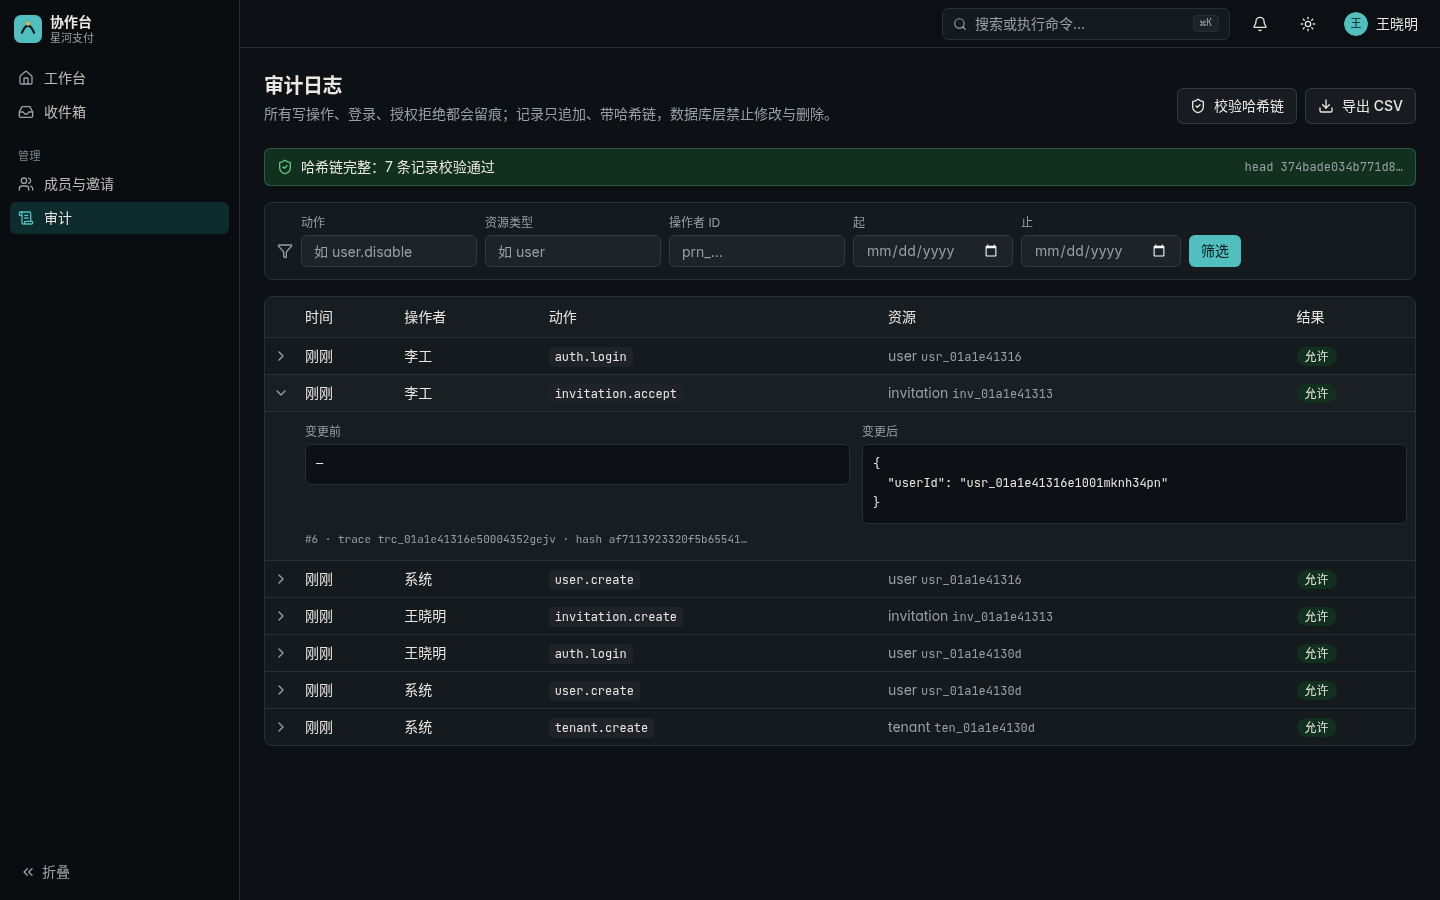 协作台
星河支付
工作台
收件箱
管理
成员与邀请
审计
折叠
搜索或执行命令...
⌘K
王
王晓明
审计日志
所有写操作、登录、授权拒绝都会留痕；记录只追加、带哈希链，数据库层禁止修改与删除。
校验哈希链
导出 CSV
哈希链完整：7 条记录校验通过
head 374bade034b771d8…
动作
资源类型
操作者 ID
起
止
如 user.disable
如 user
prn_...
mm/dd/yyyy
mm/dd/yyyy
筛选
时间 操作者 动作 资源 结果
刚刚 李工 auth.login user usr_01a1e41316 允许
刚刚 李工 invitation.accept invitation inv_01a1e41313 允许
变更前
—
变更后
{
"userId": "usr_01a1e41316e1001mknh34pn"
}
#6 · trace trc_01a1e41316e50004352gejv · hash af7113923320f5b65541…
刚刚 系统 user.create user usr_01a1e41316 允许
刚刚 王晓明 invitation.create invitation inv_01a1e41313 允许
刚刚 王晓明 auth.login user usr_01a1e4130d 允许
刚刚 系统 user.create user usr_01a1e4130d 允许
刚刚 系统 tenant.create tenant ten_01a1e4130d 允许